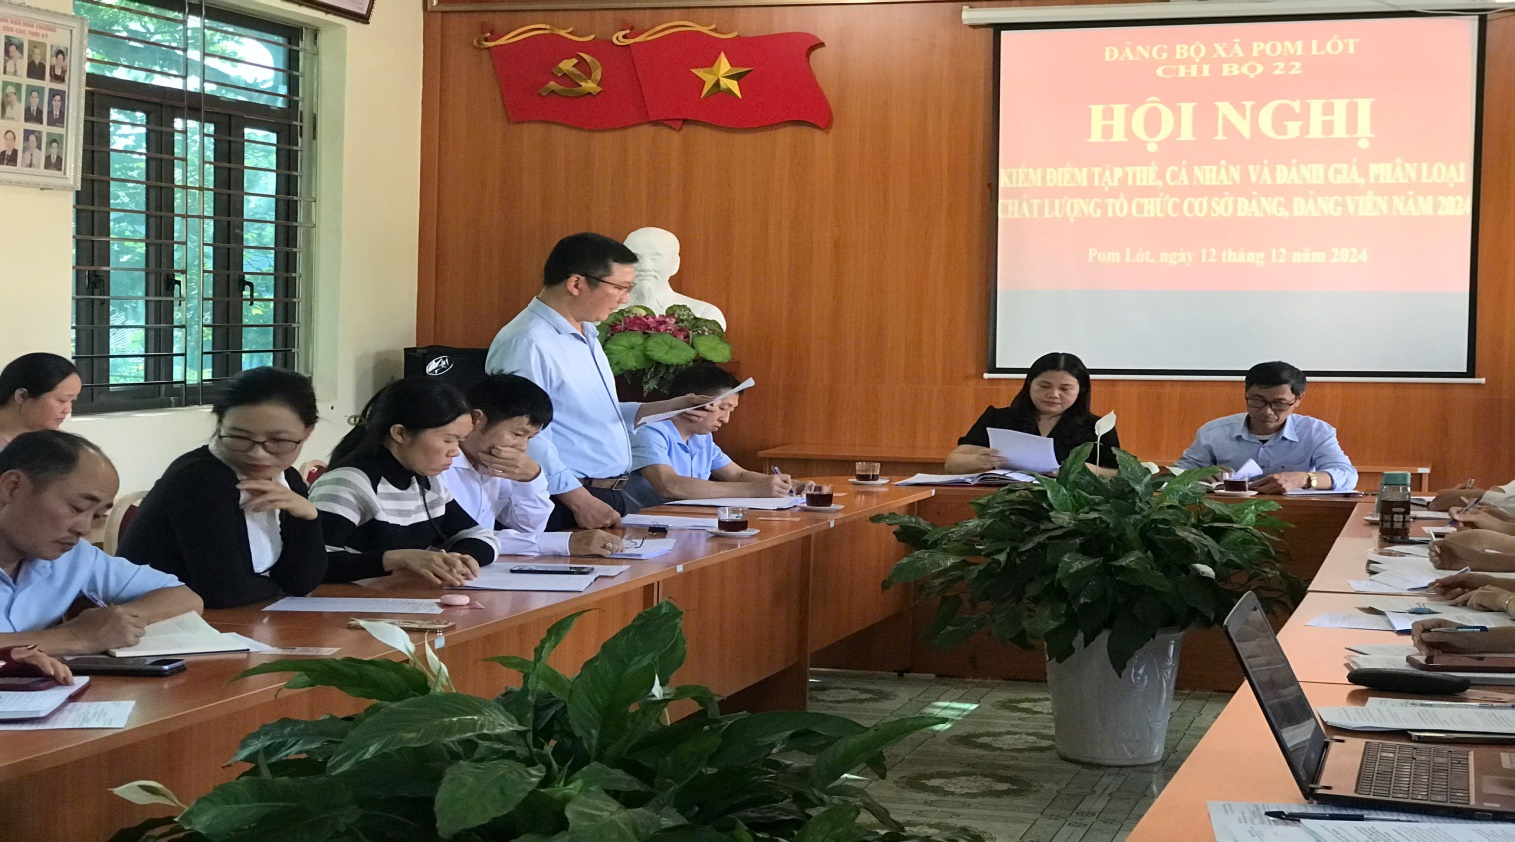 ĐẢNG BỘ XÃ POM LÓT
CHI BỘ 22
HỘI NGHỊ
KIỂM ĐIỂM TẬP THỂ, CÁ NHÂN VÀ ĐÁNH GIÁ, PHÂN LOẠI
CHẤT LƯỢNG TỔ CHỨC CƠ SỞ ĐẢNG, ĐẢNG VIÊN NĂM 2024
Pom Lót, ngày 12 tháng 12 năm 2024